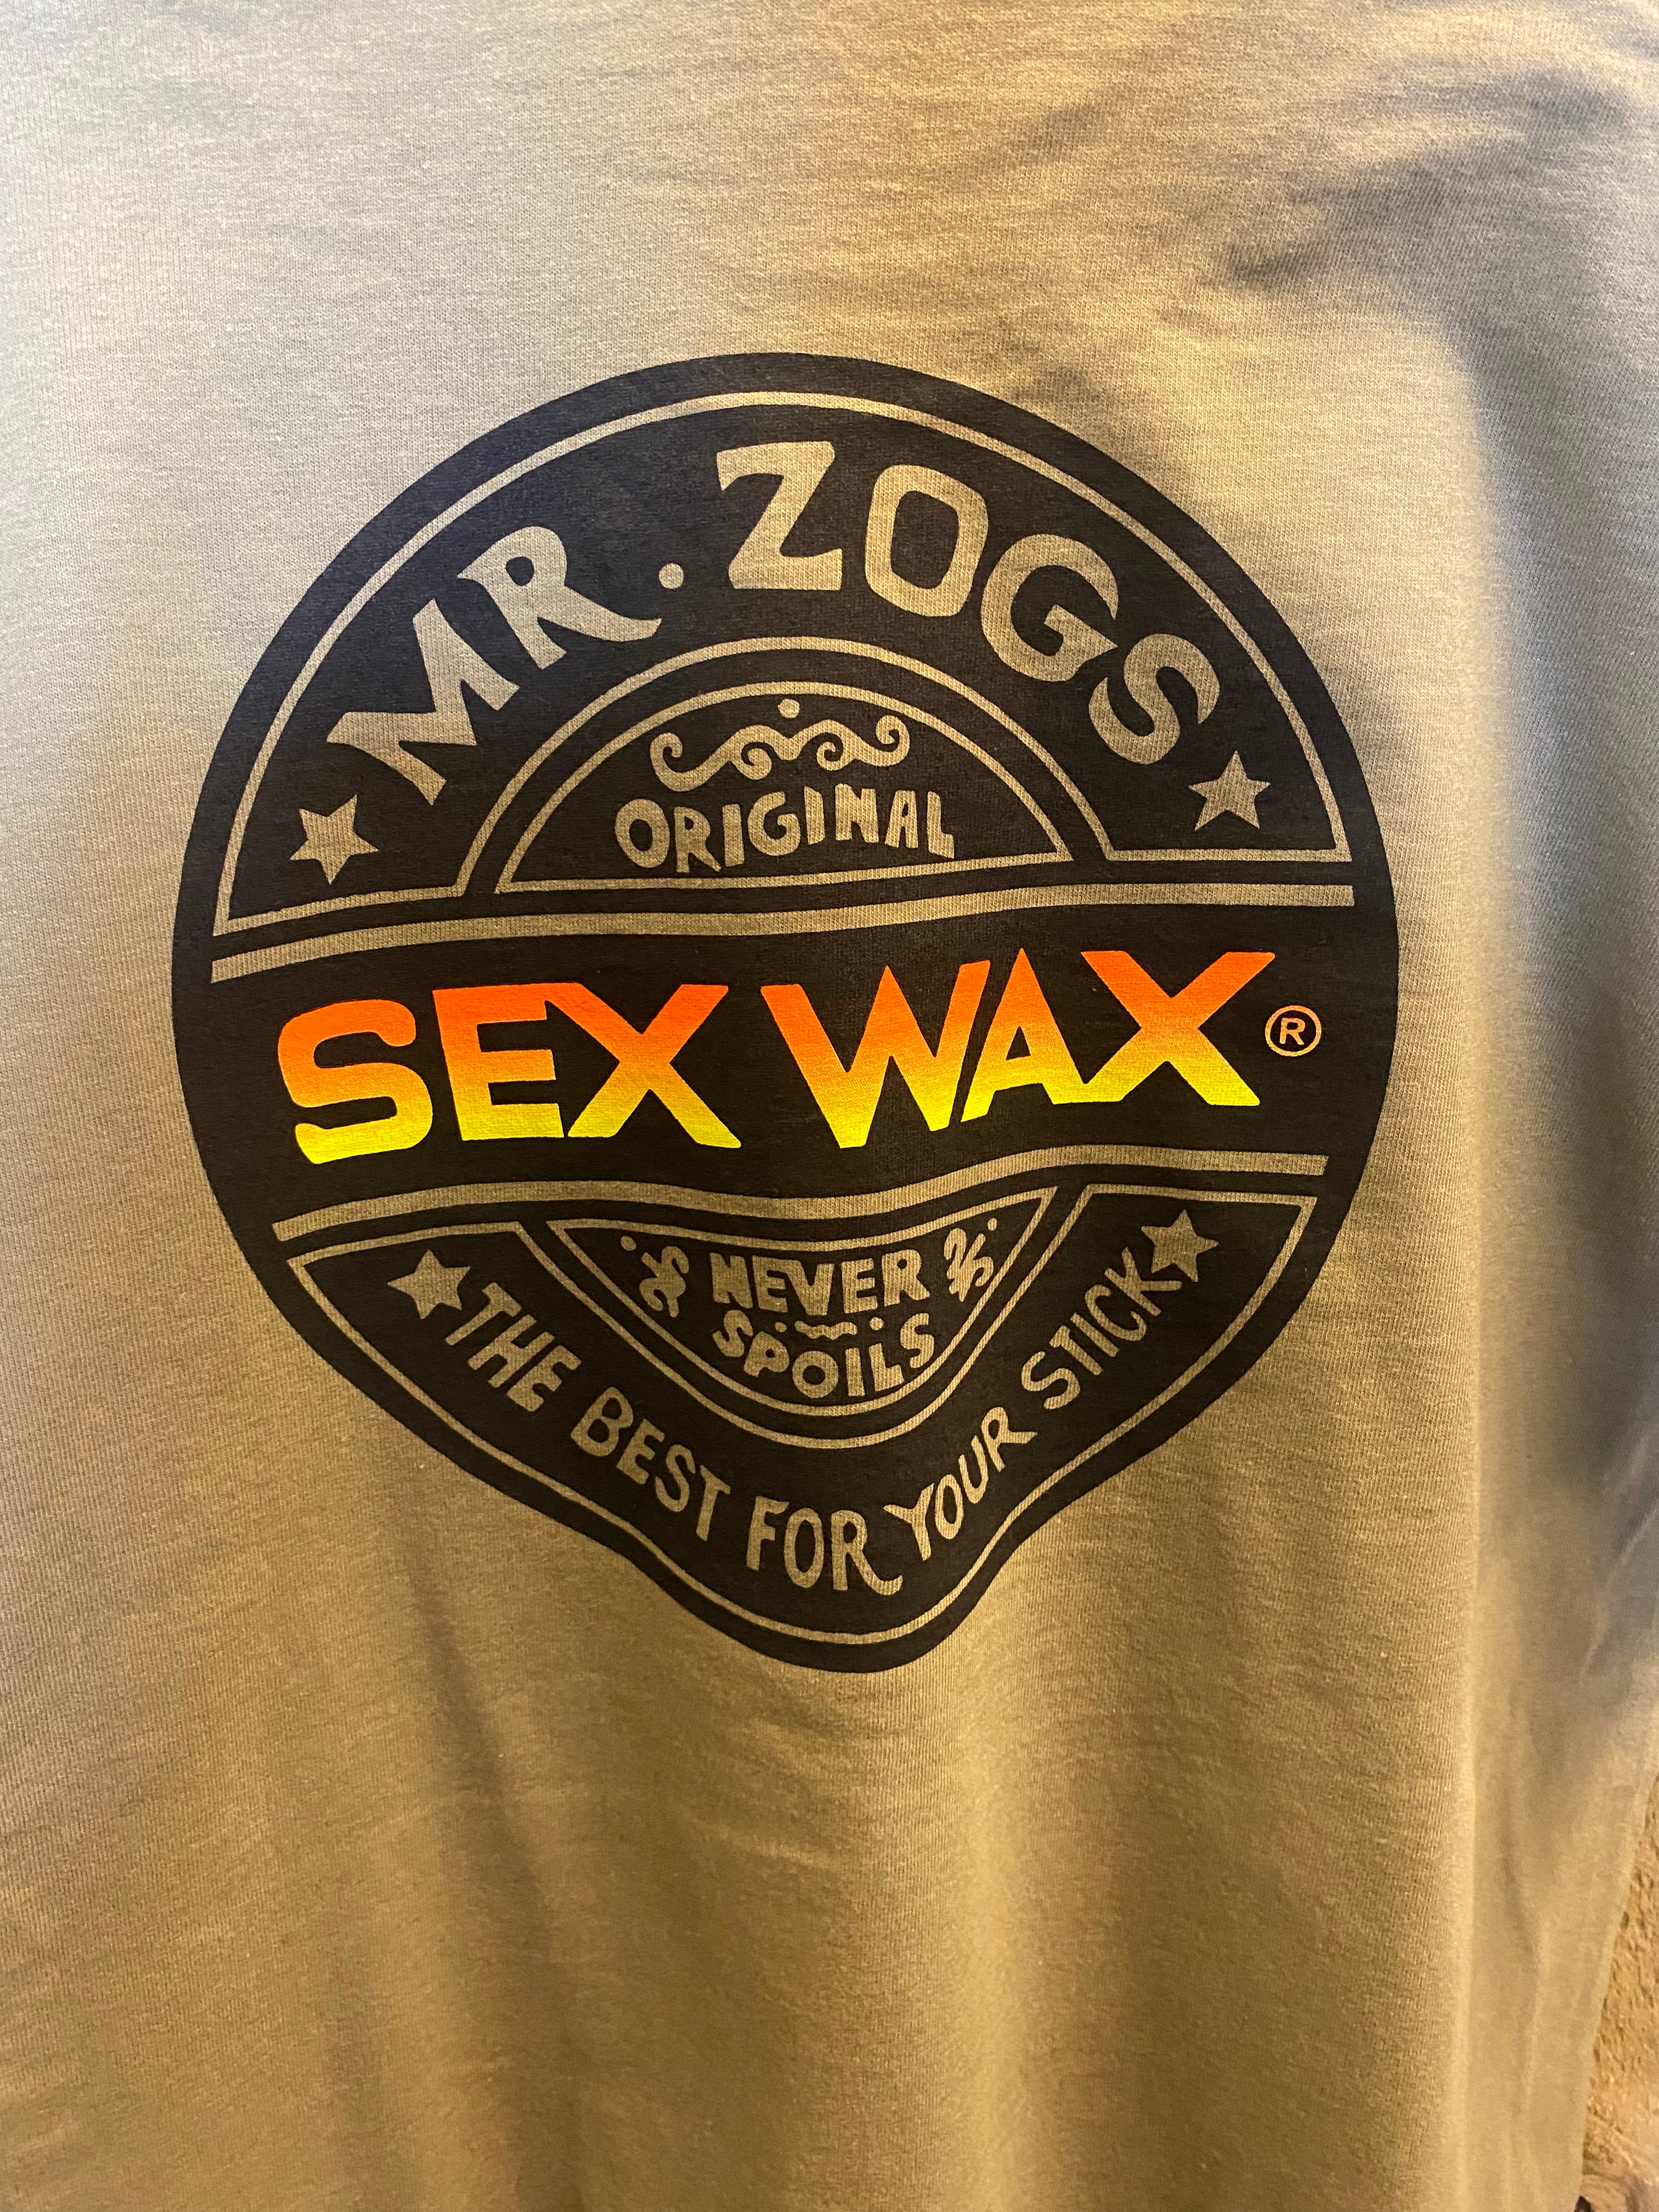 MR. ZOGS
ORIGINAL
SEX WAX®
NEVER
SPOILS
THE BEST FOR YOUR STICK